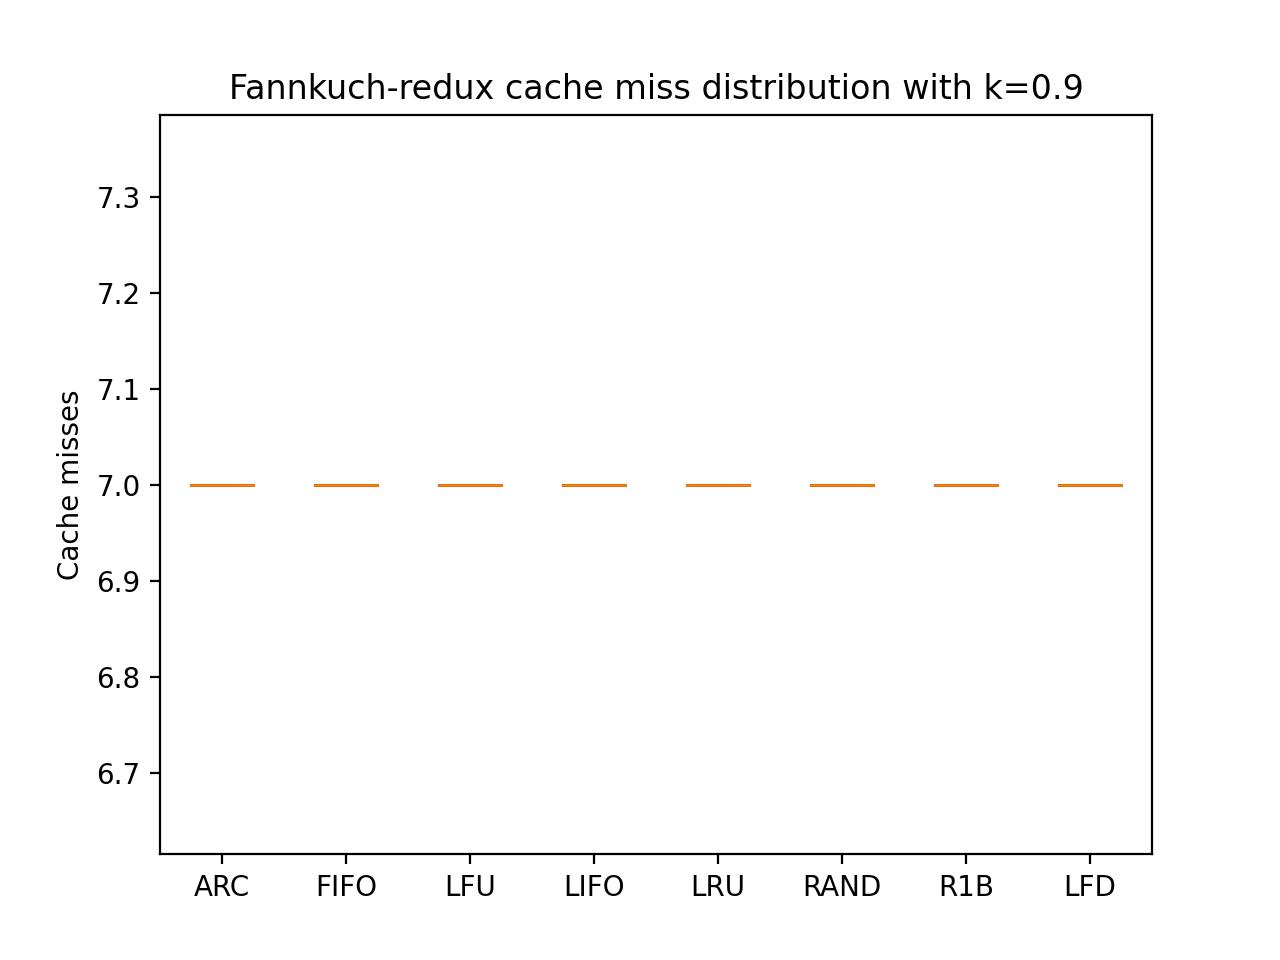 Fannkuch-redux cache miss distribution with k=0.9
Cache misses
7.3
7.2
7.1
7.0
6.9
6.8
6.7
ARC FIFO LFU LIFO LRU RAND R1B LFD